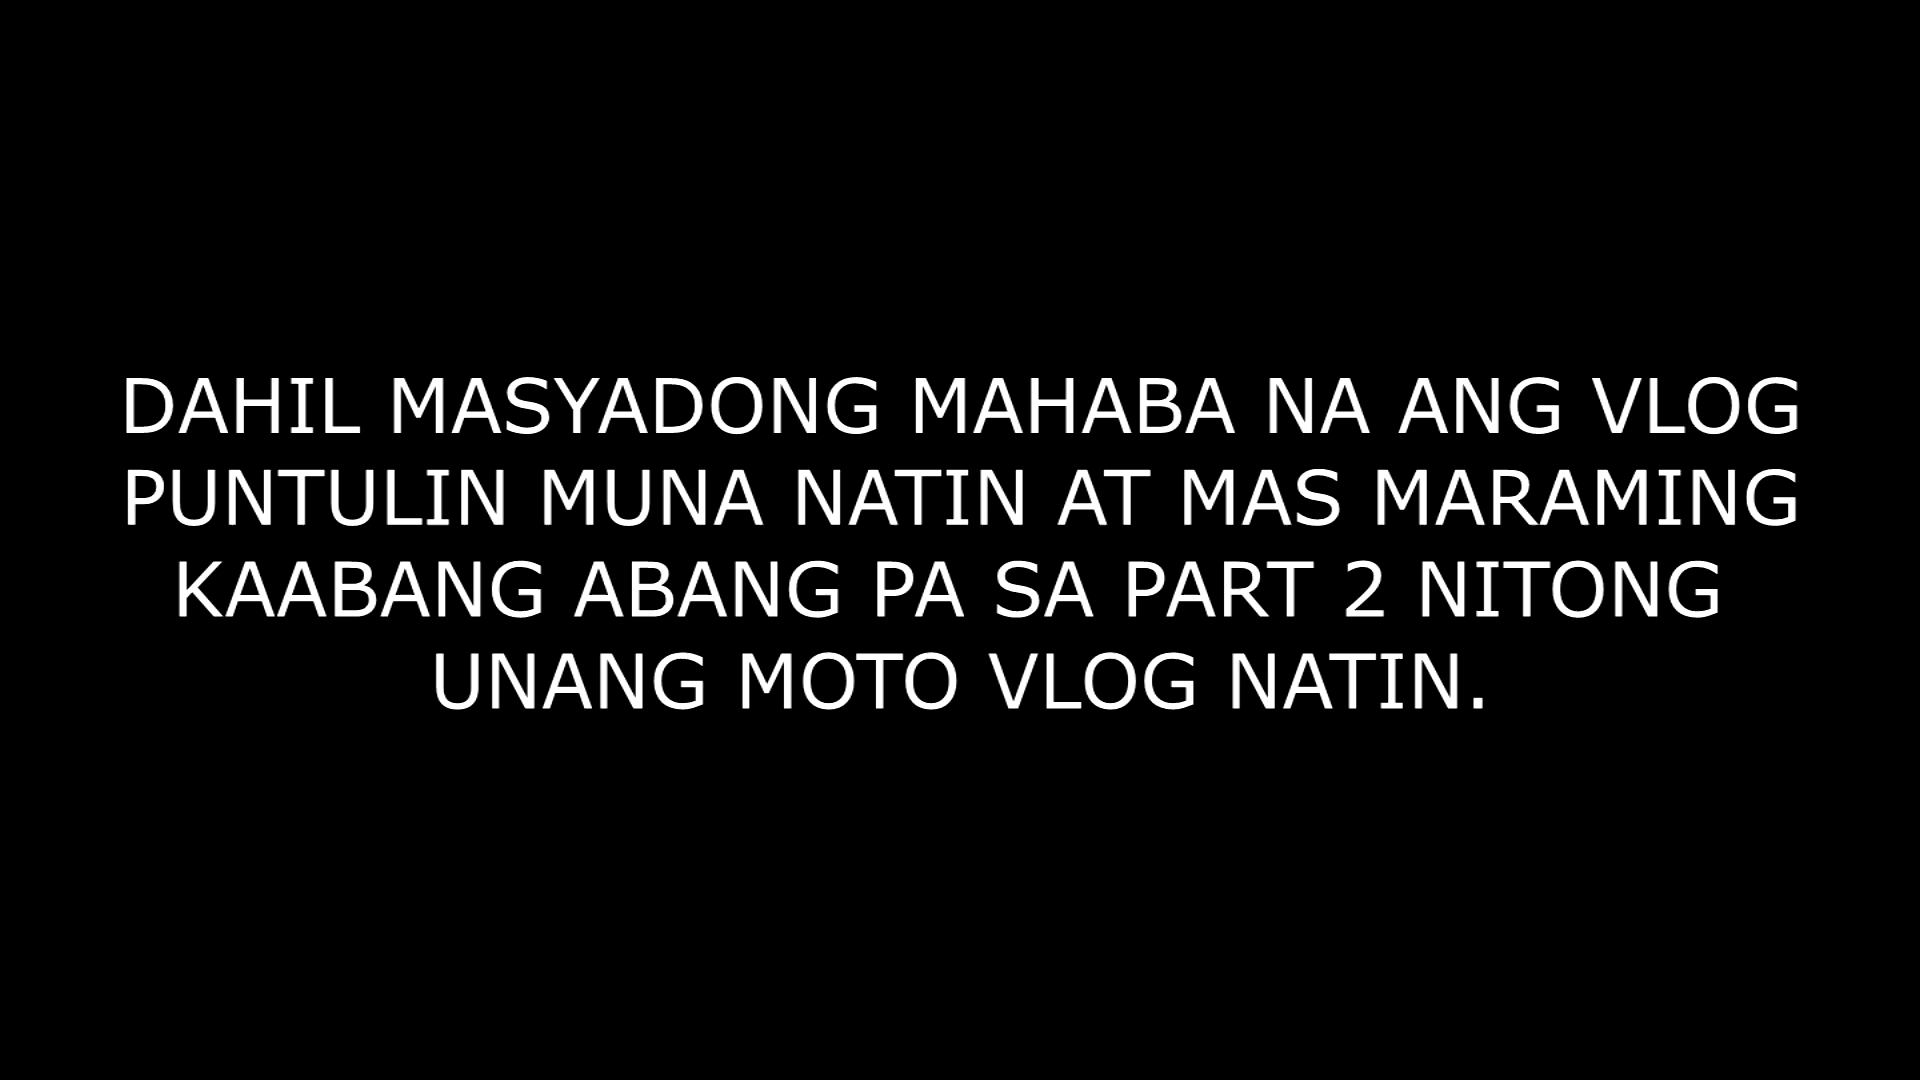 DAHIL MASYADONG MAHABA NA ANG VLOG
PUNTULIN MUNA NATIN AT MAS MARAMING
KAABANG ABANG PA SA PART 2 NITONG
UNANG MOTO VLOG NATIN.